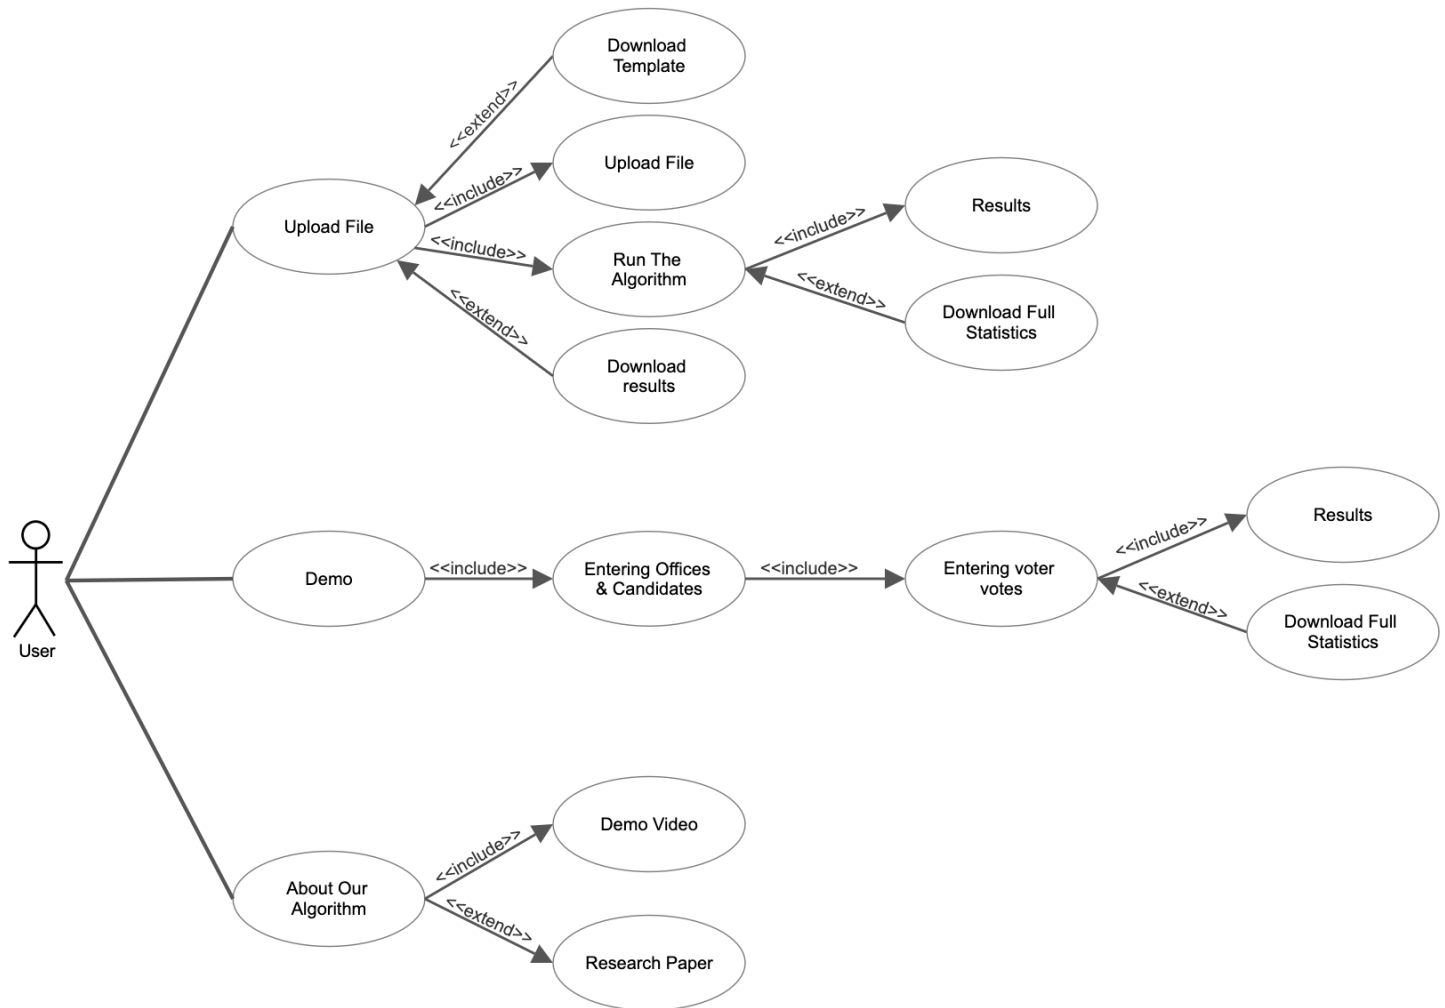 Download
Template
<<extend>>
Upload File
<<include>>
Upload File
<<include>>
Run The
Algorithm
<<include>>
Results
<<extend>>
Download Full
Statistics
<<extend>>
Download
results
User
Demo
<<include>>
Entering Offices
& Candidates
<<include>>
Entering voter
votes
<<include>>
Results
<<extend>>
Download Full
Statistics
About Our
Algorithm
<<include>>
Demo Video
<<extend>>
Research Paper